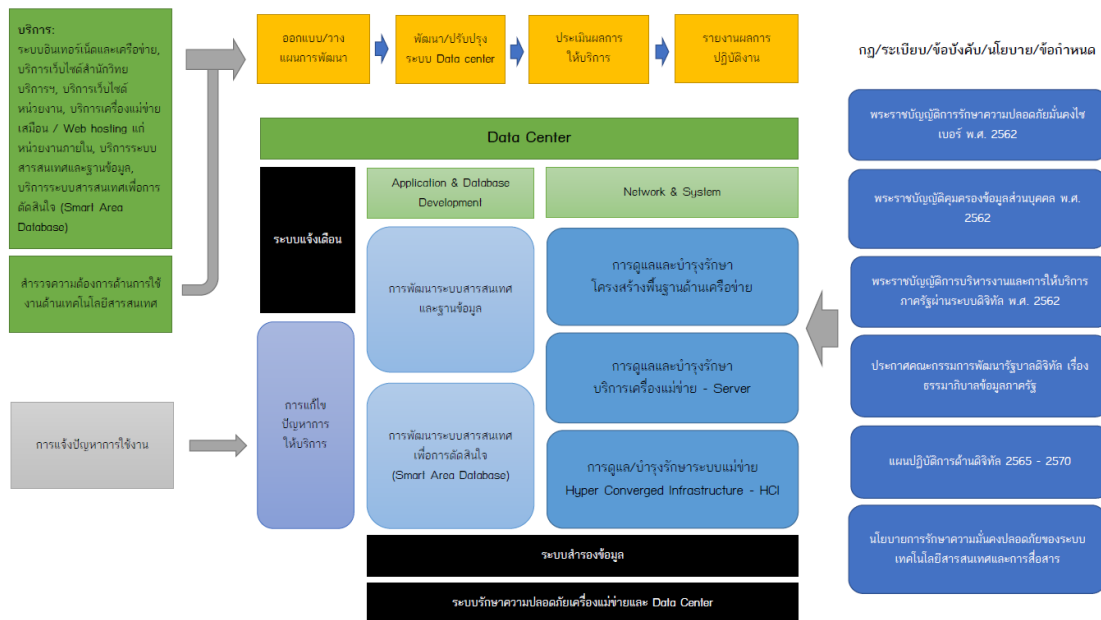 บริการ:
ระบบอินเทอร์เน็ตและเครือข่าย,
บริการเว็บไซต์สำนักวิทย
บริการฯ, บริการเว็บไซต์
หน่วยงาน, บริการเครื่องแม่ข่าย
เสมือน / Web hosting แก่
หน่วยงานภายใน, บริการระบบ
สารสนเทศและฐานข้อมูล,
บริการระบบสารสนเทศเพื่อการ
ตัดสินใจ (Smart Area
Database)
สำรวจความต้องการด้านการใช้
งานด้านเทคโนโลยีสารสนเทศ
การแจ้งปัญหาการใช้งาน
ออกแบบ/วาง
แผนการพัฒนา
พัฒนา/ปรับปรุง
ระบบ Data center
ประเมินผลการ
ให้บริการ
รายงานผลการ
ปฏิบัติงาน
Data Center
ระบบแจ้งเตือน
Application & Database
Development
Network & System
การแก้ไข
ปัญหาการ
ให้บริการ
การพัฒนาระบบสารสนเทศ
และฐานข้อมูล
การพัฒนาระบบสารสนเทศ
เพื่อการตัดสินใจ
(Smart Area Database)
การดูแลและบำรุงรักษา
โครงสร้างพื้นฐานด้านเครือข่าย
การดูแลและบำรุงรักษา
บริการเครื่องแม่ข่าย - Server
การดูแล/บำรุงรักษาระบบแม่ข่าย
Hyper Converged Infrastructure - HCI
ระบบสำรองข้อมูล
ระบบรักษาความปลอดภัยเครื่องแม่ข่ายและ Data Center
กฎ/ระเบียบ/ข้อบังคับ/นโยบาย/ข้อกำหนด
พระราชบัญญัติการรักษาความปลอดภัยมั่นคงไซ
เบอร์ พ.ศ. 2562
พระราชบัญญัติคุมครองข้อมูลส่วนบุคคล พ.ศ.
2562
พระราชบัญญัติการบริหารงานและการให้บริการ
ภาครัฐผ่านระบบดิจิทัล พ.ศ. 2562
ประกาศคณะกรรมการพัฒนารัฐบาลดิจิทัล เรื่อง
ธรรมาภิบาลข้อมูลภาครัฐ
แผนปฏิบัติการด้านดิจิทัล 2565 - 2570
นโยบายการรักษาความมั่นคงปลอดภัยของระบบ
เทคโนโลยีสารสนเทศและการสื่อสาร